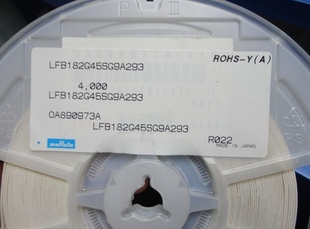 ROHS-Y(A)
LFB182G45SG9A293
4,000
LFB182G45SG9A293
0A890973A
LFB182G45SG9A293
muRata
R022
MADE IN JAPAN